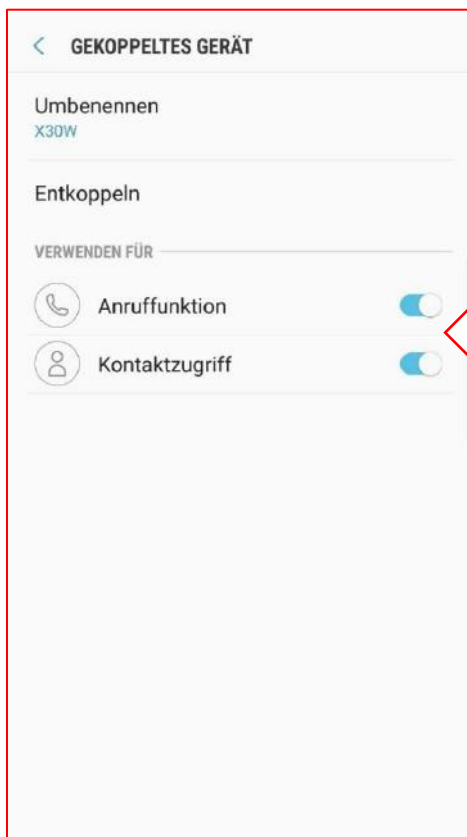 GEKOPPELTES GERÄT
Umbenennen
X30W
Entkoppeln
VERWENDEN FÜR
Anruffunktion
Kontaktzugriff